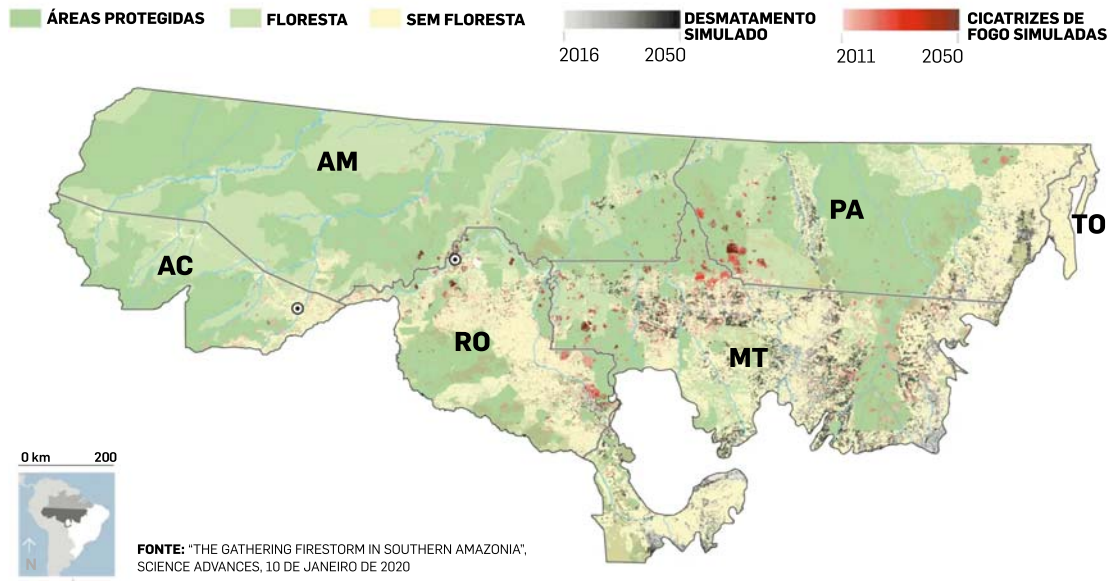 ÁREAS PROTEGIDAS
FLORESTA
SEM FLORESTA
2016 2050
DESMATAMENTO
SIMULADO
2011 2050
CICATRIZES DE
FOGO SIMULADAS
AM
PA
TO
AC
RO
MT
0 km 200
N
FONTE: “THE GATHERING FIRESTORM IN SOUTHERN AMAZONIA”,
SCIENCE ADVANCES, 10 DE JANEIRO DE 2020